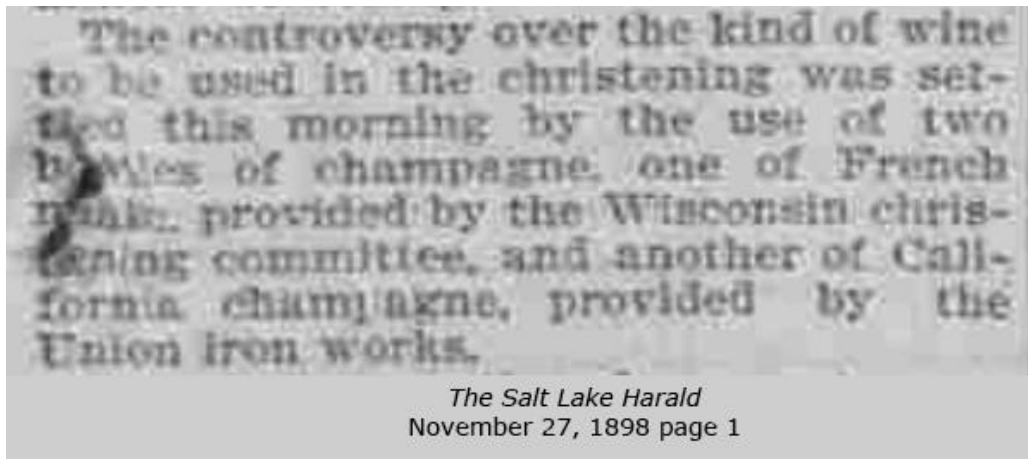 The controversy over the kind of wine
to be used in the christening was set-
tled this morning by the use of two
bottles of champagne, one of French
make, provided by the Wisconsin chris-
tening committee, and another of Cali-
fornia champagne, provided by the
Union iron works.
The Salt Lake Harald
November 27, 1898 page 1